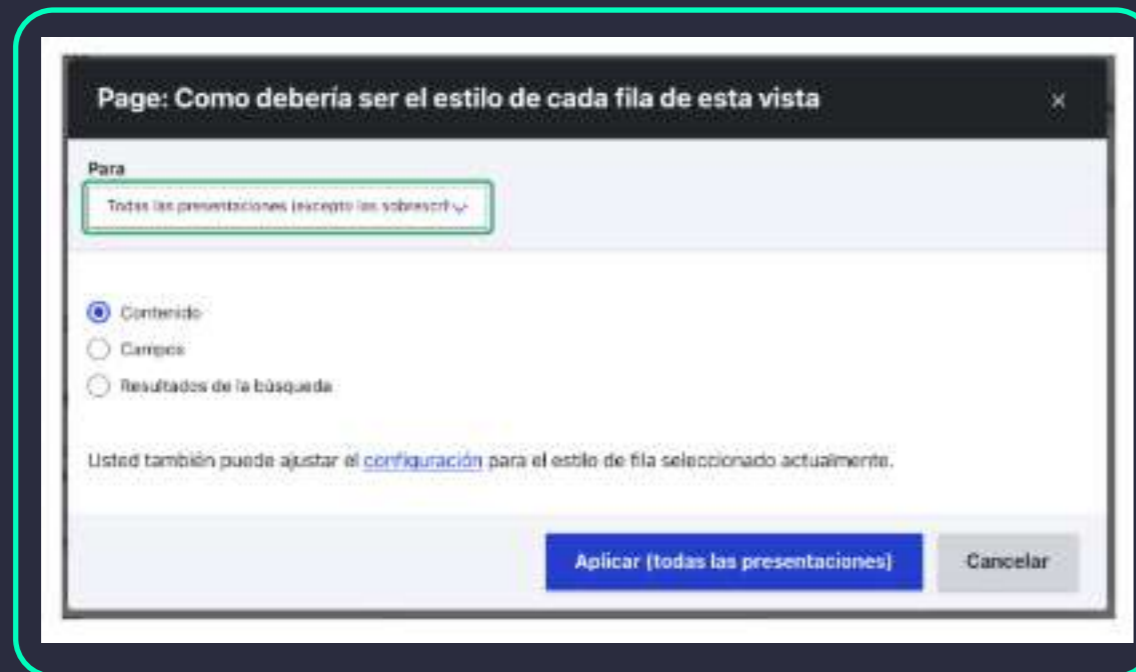 Page: Como debería ser el estilo de cada fila de esta vista
Para
Todas las presentaciones (excepto las sobrescrit
Contenido
Campos
Resultados de la búsqueda
Usted también puede ajustar el configuración para el estilo de fila seleccionado actualmente.
Aplicar (todas las presentaciones)
Cancelar